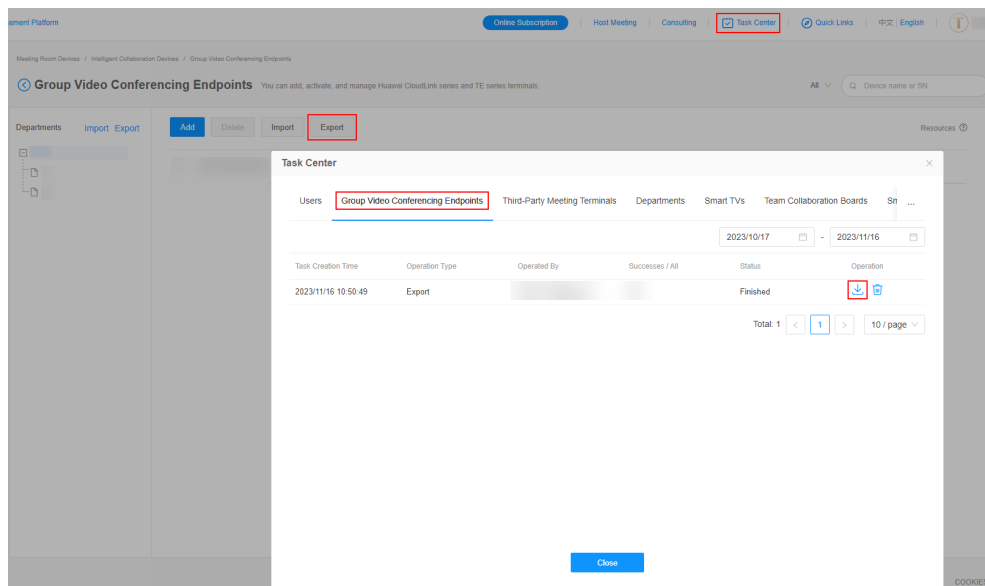 ement Platform
Online Subscription
Host Meeting
Consulting
Task Center
Quick Links
中文 English
Meeting Room Devices / Intelligent Collaboration Devices / Group Video Conferencing Endpoints
Group Video Conferencing Endpoints You can add, activate, and manage Huawei CloudLink series and TE series terminals.
All
Device name or SN
Departments Import Export
Add Delete Import Export
Resources
Task Center
Users Group Video Conferencing Endpoints Third-Party Meeting Terminals Departments Smart TVs Team Collaboration Boards Sn ...
2023/10/17 - 2023/11/16
Task Creation Time Operation Type Operated By Successes / All Status Operation
2023/11/16 10:50:49 Export Finished
Total: 1 < 1 > 10 / page
Close
COOKIES